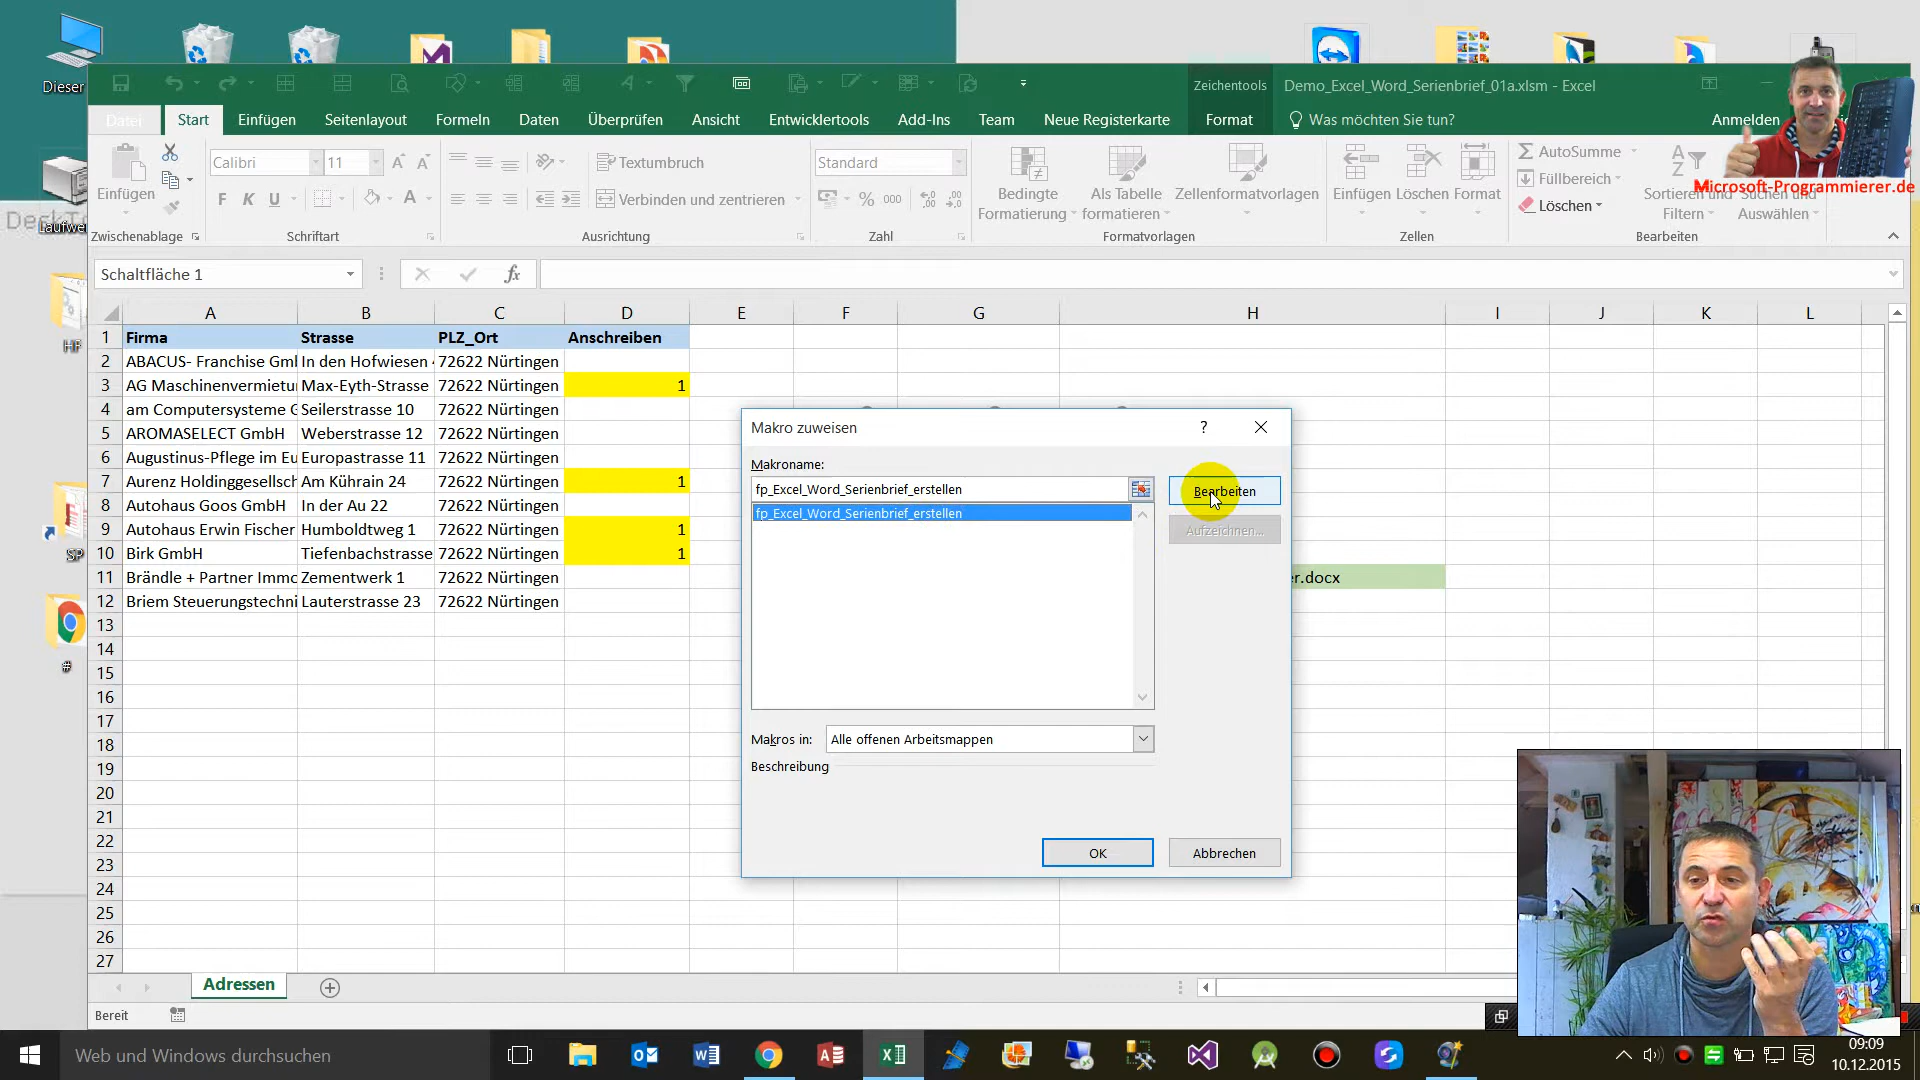 Dieser
Zeichentools
Demo_Excel_Word_Serienbrief_01a.xlsm - Excel
Datei Start Einfügen Seitenlayout Formeln Daten Überprüfen Ansicht Entwicklertools Add-Ins Team Neue Registerkarte Format Was möchten Sie tun? Anmelden
Microsoft-Programmierer.de
Einfügen
Calibri 11
F K U
Textumbruch
Verbinden und zentrieren
Standard
% 000
Bedingte Formatierung
Als Tabelle formatieren
Zellenformatvorlagen
Einfügen Löschen Format
AutoSumme
Füllbereich
Löschen
Sortieren und Filtern
Suchen und Auswählen
Zwischenablage Schriftart Ausrichtung Zahl Formatvorlagen Zellen Bearbeiten
Schaltfläche 1
fx
A B C D E F G H I J K L
1 Firma Strasse PLZ_Ort Anschreiben
2 ABACUS- Franchise Gml In den Hofwiesen 72622 Nürtingen
3 AG Maschinenvermietu Max-Eyth-Strasse 72622 Nürtingen 1
4 am Computersysteme G Seilerstrasse 10 72622 Nürtingen
5 AROMASELECT GmbH Weberstrasse 12 72622 Nürtingen
6 Augustinus-Pflege im Eu Europastrasse 11 72622 Nürtingen
7 Aurenz Holdinggesellsch Am Kührain 24 72622 Nürtingen 1
8 Autohaus Goos GmbH In der Au 22 72622 Nürtingen
9 Autohaus Erwin Fischer Humboldtweg 1 72622 Nürtingen 1
10 Birk GmbH Tiefenbachstrasse 72622 Nürtingen 1
11 Brändle + Partner Immo Zementwerk 1 72622 Nürtingen
12 Briem Steuerungstechni Lauterstrasse 23 72622 Nürtingen
13
14
15
16
17
18
19
20
21
22
23
24
25
26
27
er.docx
Makro zuweisen
?
Makroname:
fp_Excel_Word_Serienbrief_erstellen
fp_Excel_Word_Serienbrief_erstellen
Bearbeiten
Aufzeichnen...
Makros in: Alle offenen Arbeitsmappen
Beschreibung
OK Abbrechen
HF
SP
#
Adressen
Bereit
Web und Windows durchsuchen
09:09
10.12.2015